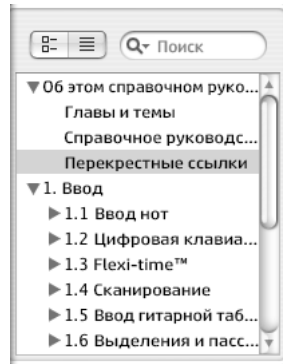 Поиск
Об этом справочном руко...
Главы и темы
Справочное руководс...
Перекрестные ссылки
1. Ввод
1.1 Ввод нот
1.2 Цифровая клавиа...
1.3 Flexi-time™
1.4 Сканирование
1.5 Ввод гитарной таб...
1.6 Выделения и пасс...